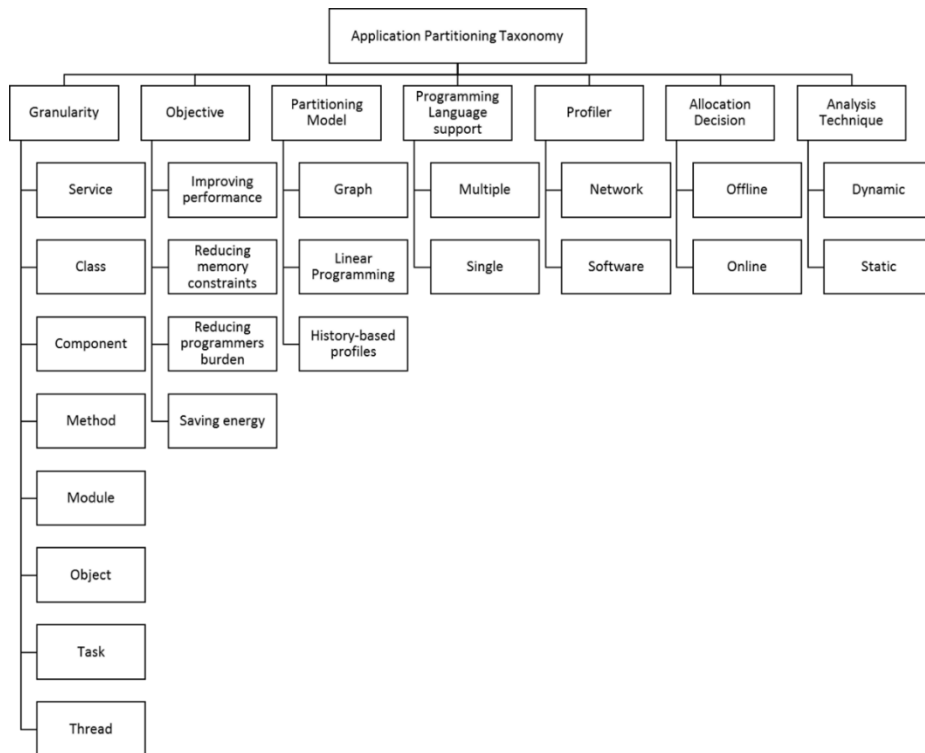 Application Partitioning Taxonomy
Granularity
Objective
Partitioning
Model
Programming
Language
support
Profiler
Allocation
Decision
Analysis
Technique
Service
Improving
performance
Graph
Multiple
Network
Offline
Dynamic
Class
Reducing
memory
constraints
Linear
Programming
Single
Software
Online
Static
Component
Reducing
programmers
burden
History-based
profiles
Method
Saving energy
Module
Object
Task
Thread